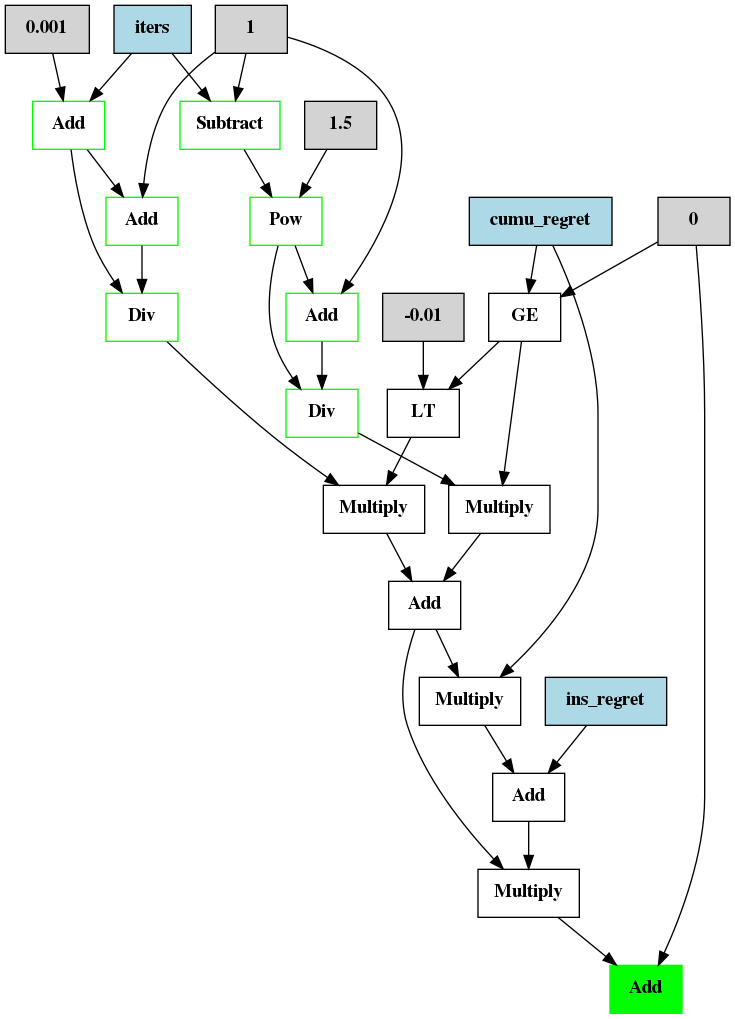 0.001
iters
1
Add
Subtract
1.5
Add
Pow
cumu_regret
0
Div
Add
-0.01
GE
Div
LT
Multiply
Multiply
Add
Multiply
ins_regret
Add
Multiply
Add